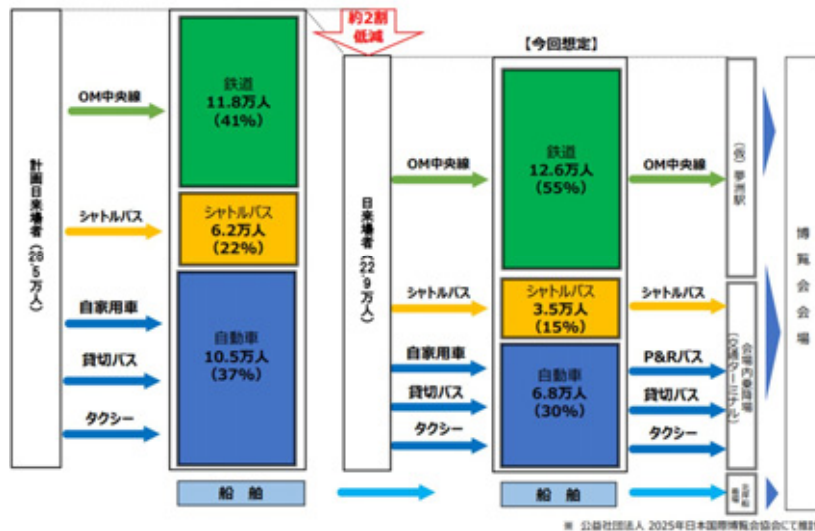 約2割
低減
【今回想定】
計画日来場者(28.5万人)
OM中央線
シャトルバス
自家用車
貸切バス
タクシー
鉄道
11.8万人
(41%)
シャトルバス
6.2万人
(22%)
自動車
10.5万人
(37%)
船 舶
日来場者(22.9万人)
OM中央線
シャトルバス
自家用車
貸切バス
タクシー
鉄道
12.6万人
(55%)
シャトルバス
3.5万人
(15%)
自動車
6.8万人
(30%)
船 舶
OM中央線
シャトルバス
P&Rバス
貸切バス
タクシー
(仮)夢洲駅
会場内乗降場
(交通ターミナル)
博覧会会場
※ 公益社団法人 2025年日本国際博覧会協会にて推計